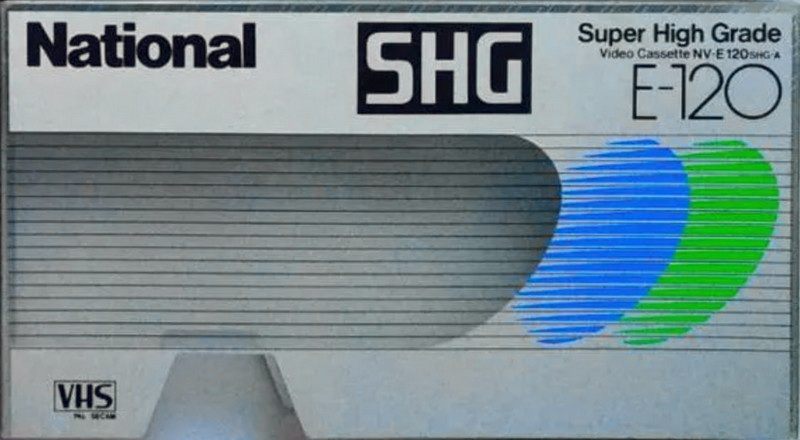 National
SHG
Super High Grade
Video Cassette NV-E120SHG-A
E-120
VHS
PAL SECAM